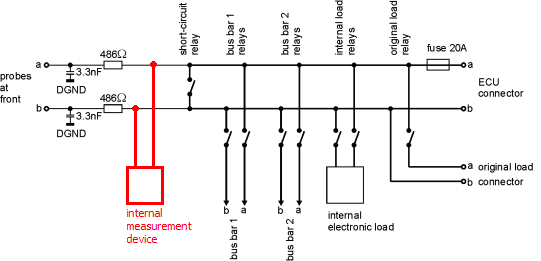 short-circuit
relay
bus bar 1
relays
bus bar 2
relays
internal load
relays
original load
relay
fuse 20A
a
486Ω
a
3.3nF
probes
at
front
DGND
ECU
connector
b
486Ω
b
3.3nF
DGND
a
original load
b
connector
internal
measurement
device
b
a
b
a
internal
electronic load
bus bar 1
bus bar 2